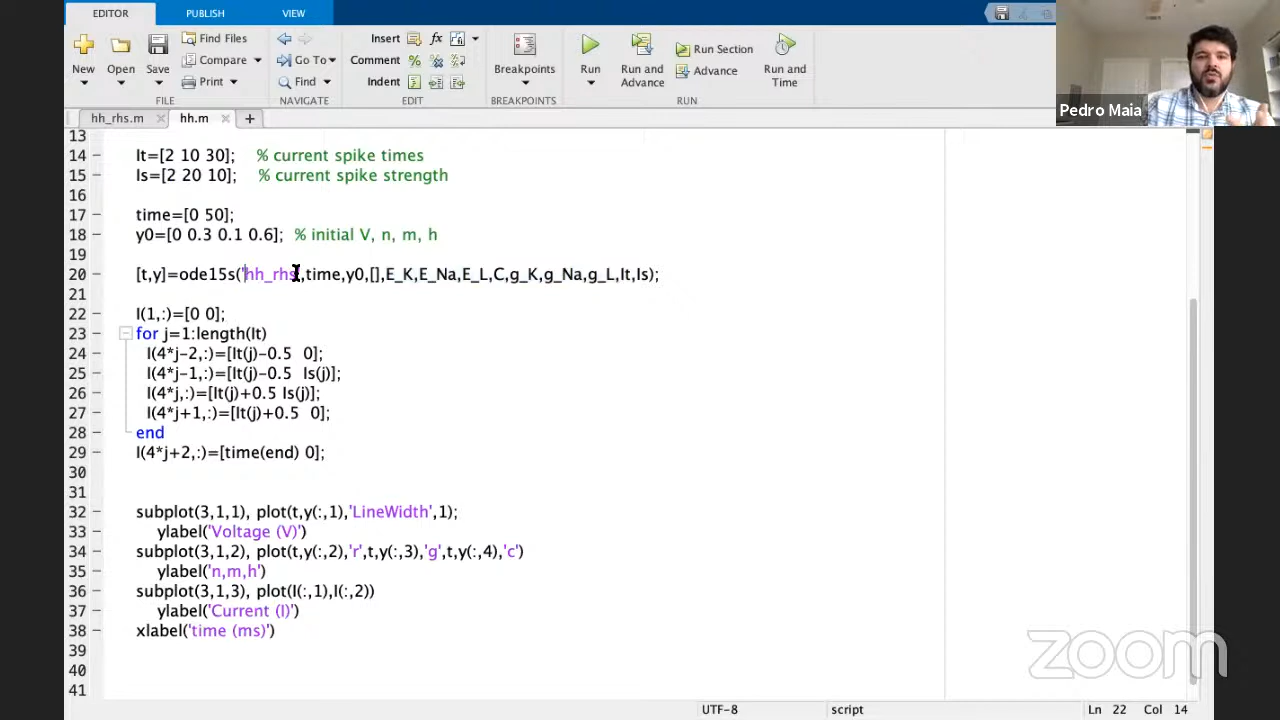 EDITOR PUBLISH VIEW
New Open Save Find Files Compare Print
Go To Find
Insert Comment Indent
Breakpoints
Run Run and Advance Run Section Advance Run and Time
FILE NAVIGATE EDIT BREAKPOINTS RUN
Pedro Maia
hh_rhs.m hh.m
13
14 It=[2 10 30]; % current spike times
15 Is=[2 20 10]; % current spike strength
16
17 time=[0 50];
18 y0=[0 0.3 0.1 0.6]; % initial V, n, m, h
19
20 [t,y]=ode15s('hh_rhs',time,y0,[],E_K,E_Na,E_L,C,g_K,g_Na,g_L,It,Is);
21
22 I(1,:)=[0 0];
23 for j=1:length(It)
24 I(4*j-2,:)=[It(j)-0.5 0];
25 I(4*j-1,:)=[It(j)-0.5 Is(j)];
26 I(4*j,:)=[It(j)+0.5 Is(j)];
27 I(4*j+1,:)=[It(j)+0.5 0];
28 end
29 I(4*j+2,:)=[time(end) 0];
30
31
32 subplot(3,1,1), plot(t,y(:,1),'LineWidth',1);
33 ylabel('Voltage (V)')
34 subplot(3,1,2), plot(t,y(:,2),'r',t,y(:,3),'g',t,y(:,4),'c')
35 ylabel('n,m,h')
36 subplot(3,1,3), plot(I(:,1),I(:,2))
37 ylabel('Current (I)')
38 xlabel('time (ms)')
39
40
41
zoom
UTF-8 script Ln 22 Col 14